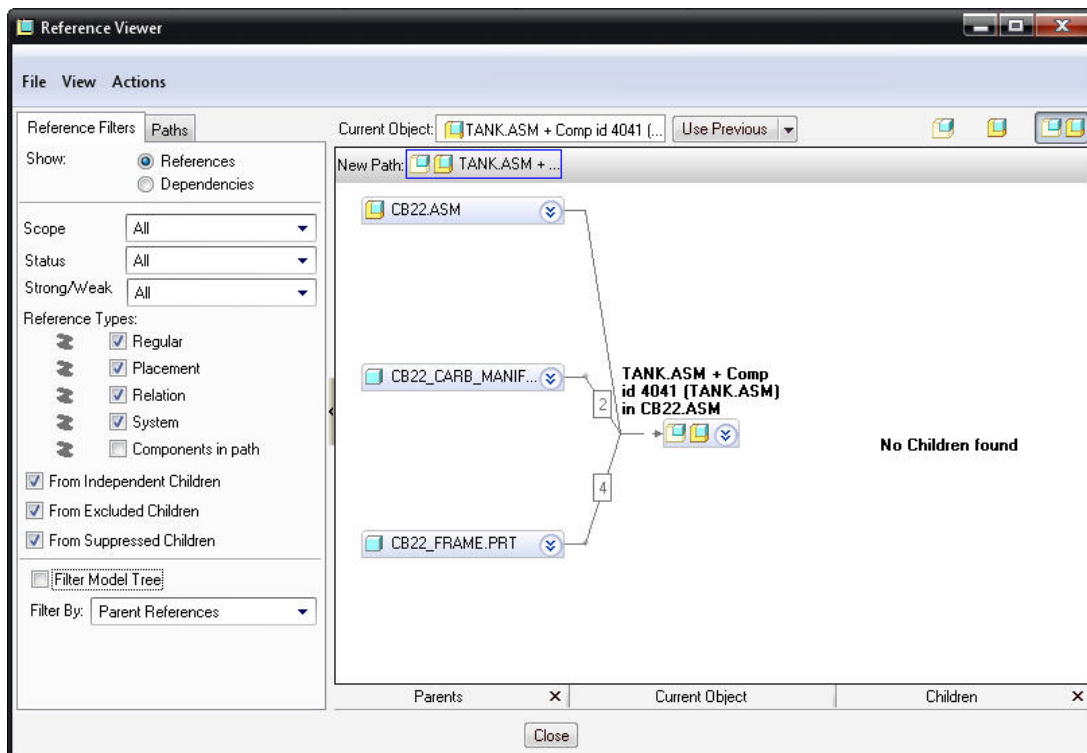 Reference Viewer
File View Actions
Reference Filters Paths
Current Object: TANK.ASM + Comp id 4041 (... Use Previous
Show: References
Dependencies
New Path: TANK.ASM + ...
CB22.ASM
Scope All
Status All
Strong/Weak All
Reference Types:
Regular
Placement
Relation
System
Components in path
From Independent Children
From Excluded Children
From Suppressed Children
Filter Model Tree
Filter By: Parent References
CB22_CARB_MANIF...
2
TANK.ASM + Comp
id 4041 (TANK.ASM)
in CB22.ASM
No Children found
4
CB22_FRAME.PRT
Parents Current Object Children
Close